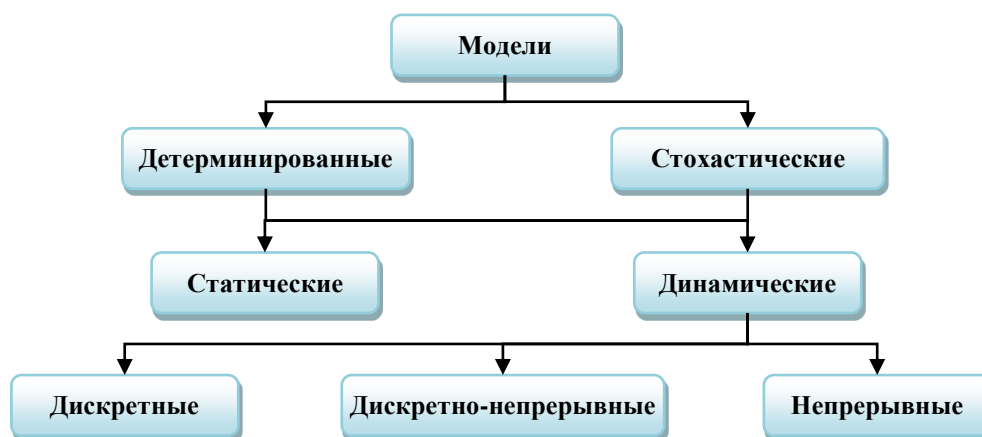 Модели
Детерминированные
Стохастические
Статические
Динамические
Дискретные
Дискретно-непрерывные
Непрерывные